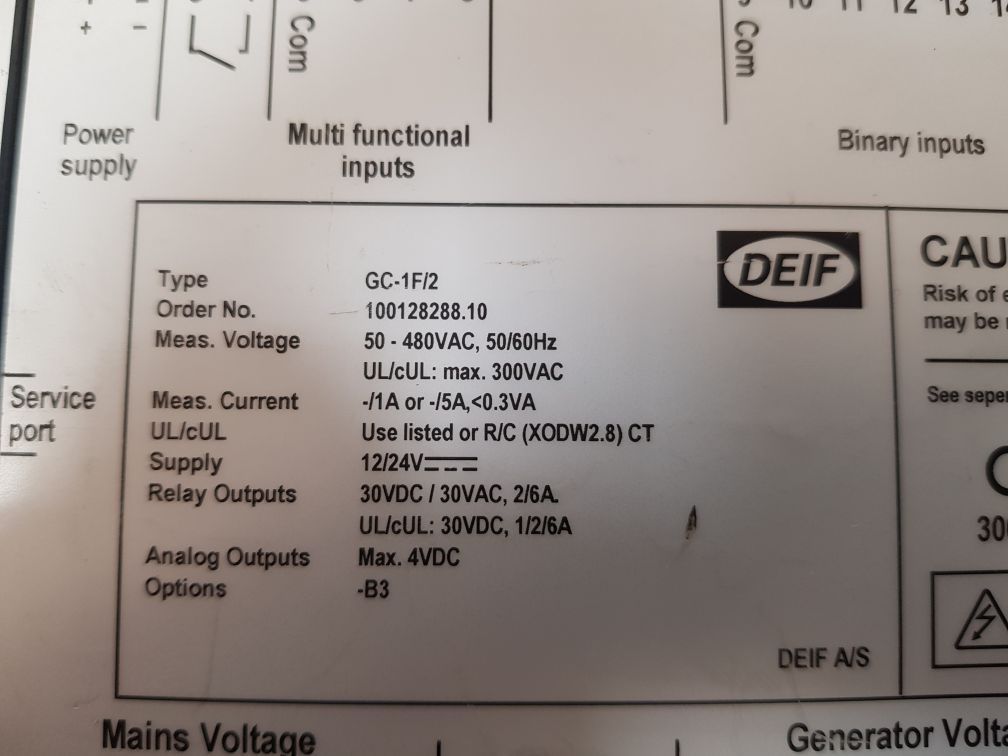 + -
Com
Com
10 11 12 13
Power
supply
Multi functional
inputs
Binary inputs
DEIF
Type GC-1F/2
Order No. 100128288.10
Meas. Voltage 50 - 480VAC, 50/60Hz
UL/cUL: max. 300VAC
Meas. Current -/1A or -/5A,<0.3VA
UL/cUL Use listed or R/C (XODW2.8) CT
Supply 12/24V
Relay Outputs 30VDC / 30VAC, 2/6A.
UL/cUL: 30VDC, 1/2/6A
Analog Outputs Max. 4VDC
Options -B3
DEIF A/S
Service
port
CAU
Risk of
may be
See
30
Mains Voltage
Generator